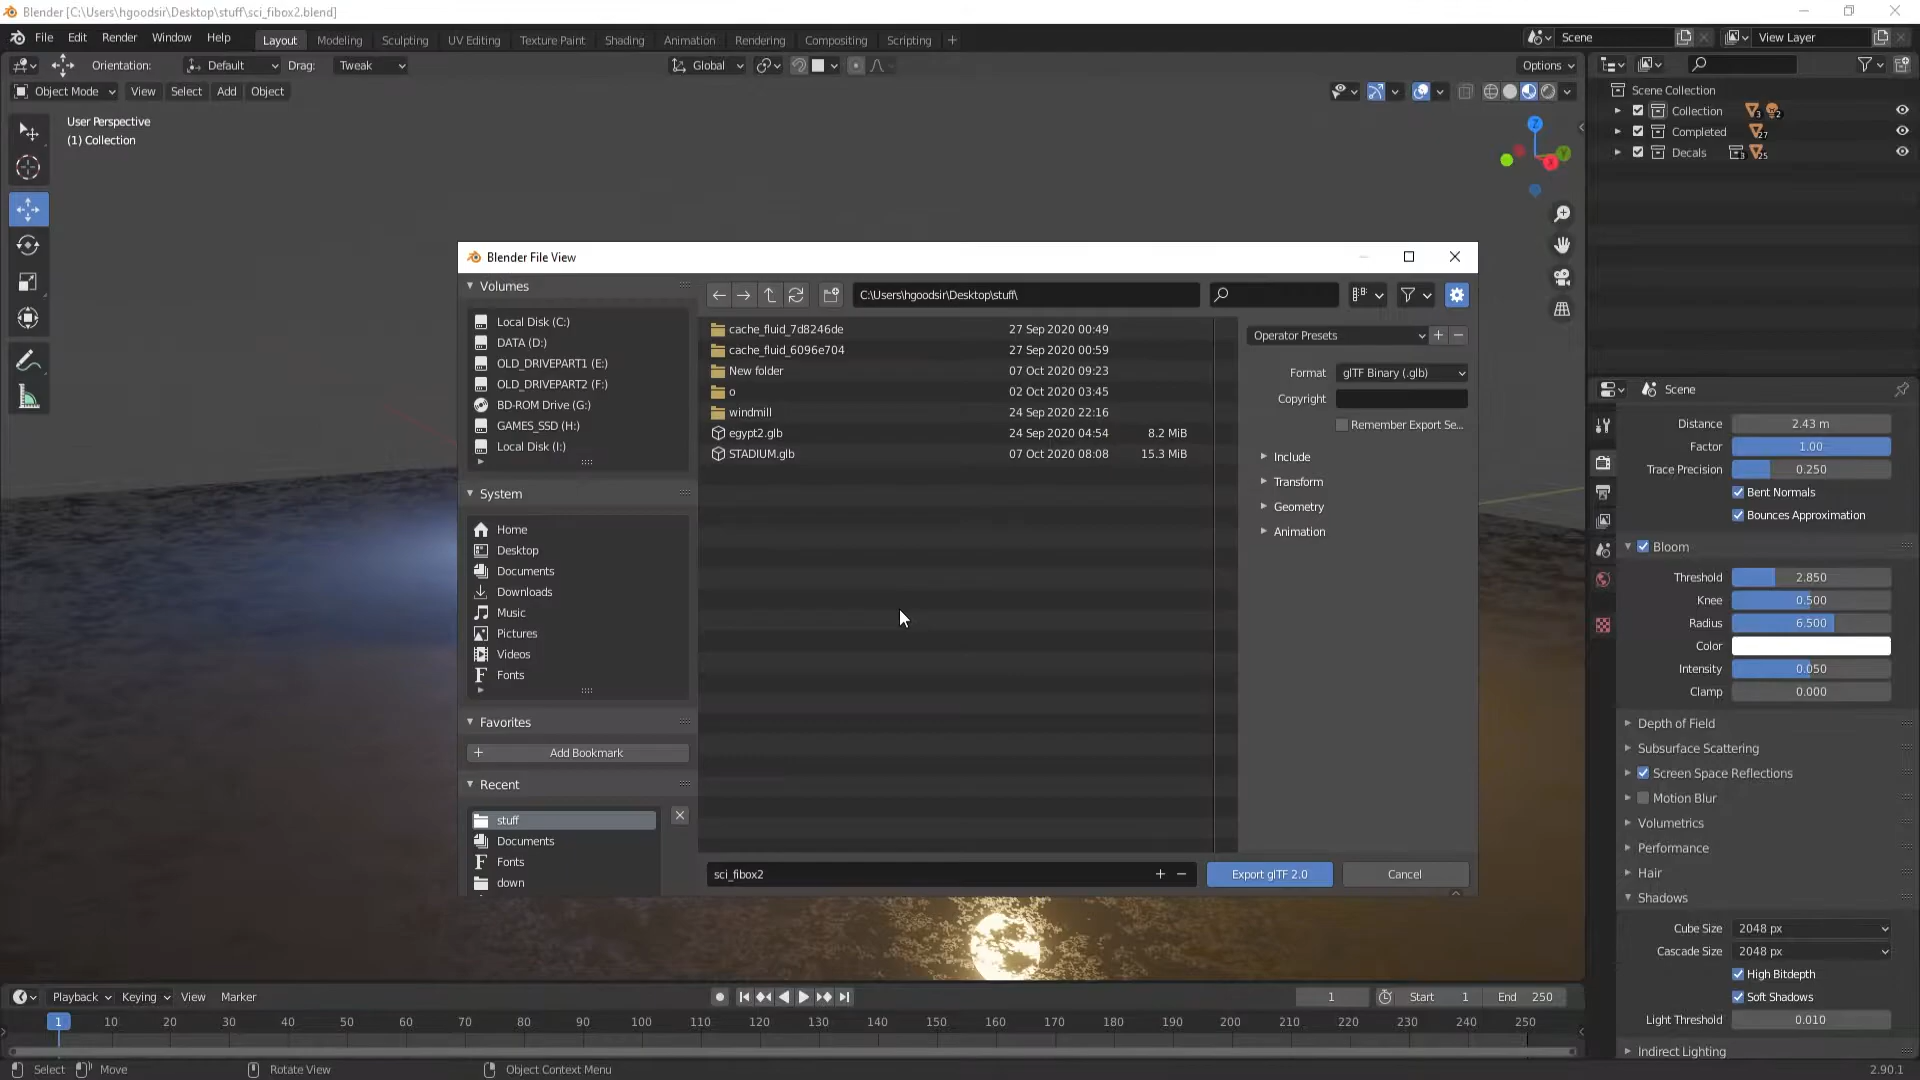 Blender [C:\Users\hgoodsir\Desktop\stuff\sci_fibox2.blend]
File Edit Render Window Help Layout Modeling Sculpting UV Editing Texture Paint Shading Animation Rendering Compositing Scripting + Scene View Layer
Orientation: Default Drag: Tweak Global Options
Object Mode View Select Add Object
User Perspective
(1) Collection
Z
Y
X
Scene Collection
Collection 3 2
Completed 27
Decals 3 25
Blender File View
Volumes
Local Disk (C:)
DATA (D:)
OLD_DRIVEPART1 (E:)
OLD_DRIVEPART2 (F:)
BD-ROM Drive (G:)
GAMES_SSD (H:)
Local Disk (I:)
System
Home
Desktop
Documents
Downloads
Music
Pictures
Videos
Fonts
Favorites
+ Add Bookmark
Recent
stuff
Documents
Fonts
down
C:\Users\hgoodsir\Desktop\stuff\
cache_fluid_7d8246de 27 Sep 2020 00:49
cache_fluid_6096e704 27 Sep 2020 00:59
New folder 07 Oct 2020 09:23
o 02 Oct 2020 03:45
windmill 24 Sep 2020 22:16
egypt2.glb 24 Sep 2020 04:54 8.2 MiB
STADIUM.glb 07 Oct 2020 08:08 15.3 MiB
Operator Presets + −
Format glTF Binary (.glb)
Copyright
Remember Export Se...
Include
Transform
Geometry
Animation
sci_fibox2 + − Export glTF 2.0 Cancel
Scene
Distance 2.43 m
Factor 1.00
Trace Precision 0.250
Bent Normals
Bounces Approximation
Bloom
Threshold 2.850
Knee 0.500
Radius 6.500
Color
Intensity 0.050
Clamp 0.000
Depth of Field
Subsurface Scattering
Screen Space Reflections
Motion Blur
Volumetrics
Performance
Hair
Shadows
Cube Size 2048 px
Cascade Size 2048 px
High Bitdepth
Soft Shadows
Light Threshold 0.010
Indirect Lighting
Playback Keying View Marker 1 Start 1 End 250
1 10 20 30 40 50 60 70 80 90 100 110 120 130 140 150 160 170 180 190 200 210 220 230 240 250
Select Move Rotate View Object Context Menu 2.90.1